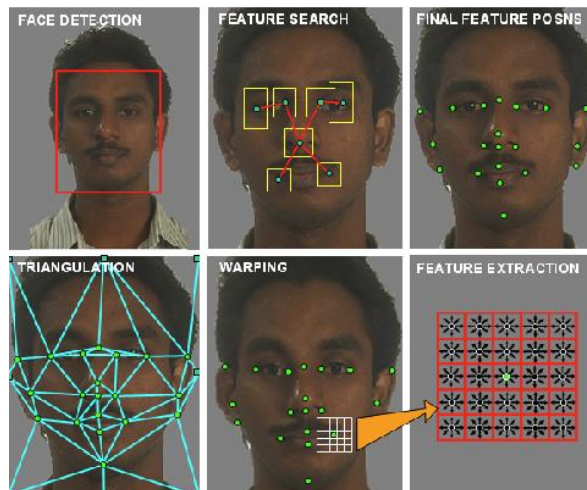 FACE DETECTION
FEATURE SEARCH
FINAL FEATURE POSNS
TRIANGULATION
WARPING
FEATURE EXTRACTION